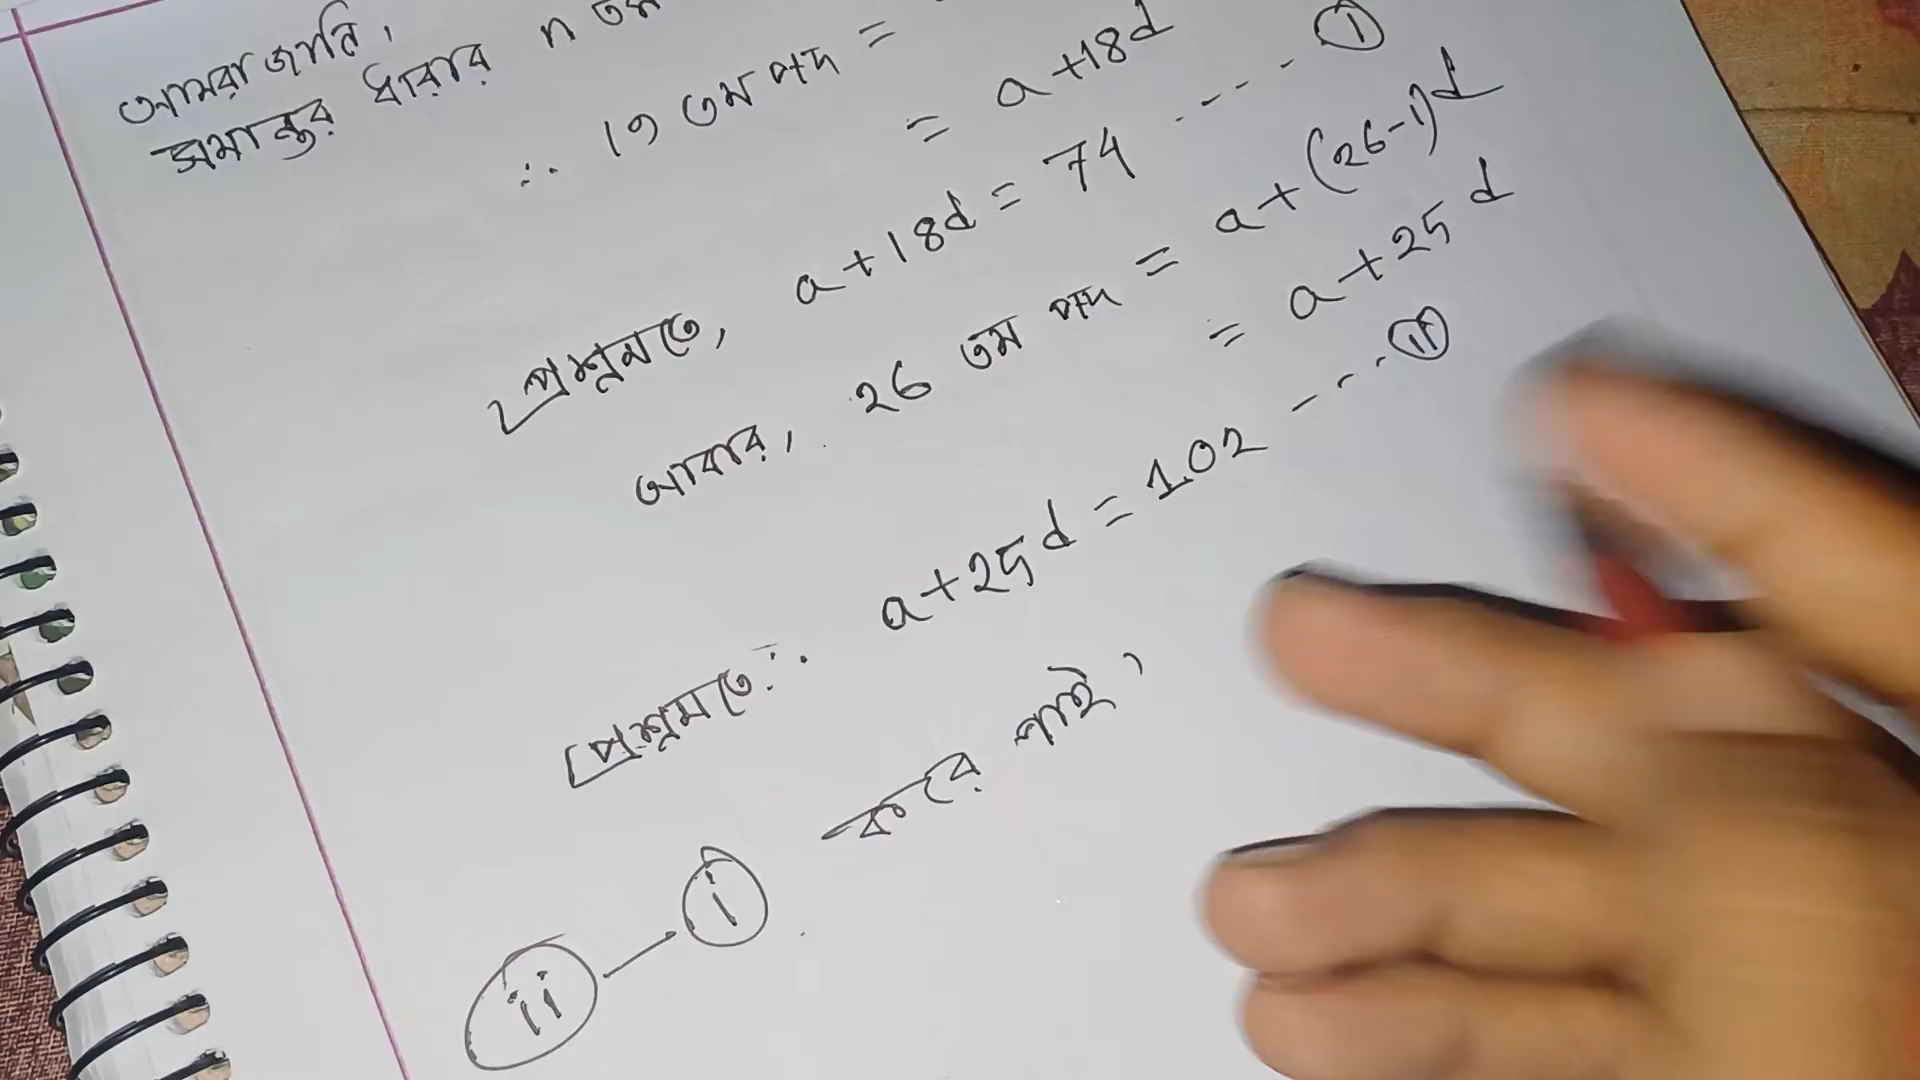 আমরা জানি,
সমান্তর ধারার n তম
∴ 19 তম পদ =
= a+18d
প্রশ্নমতে, a+18d = 74 ---- ⓘ
আবার, 26 তম পদ = a+(26-1)d
= a+25d
প্রশ্নমতে ∴ a+25d = 102 ---- ⓘⓘ
ii — i করে পাই,